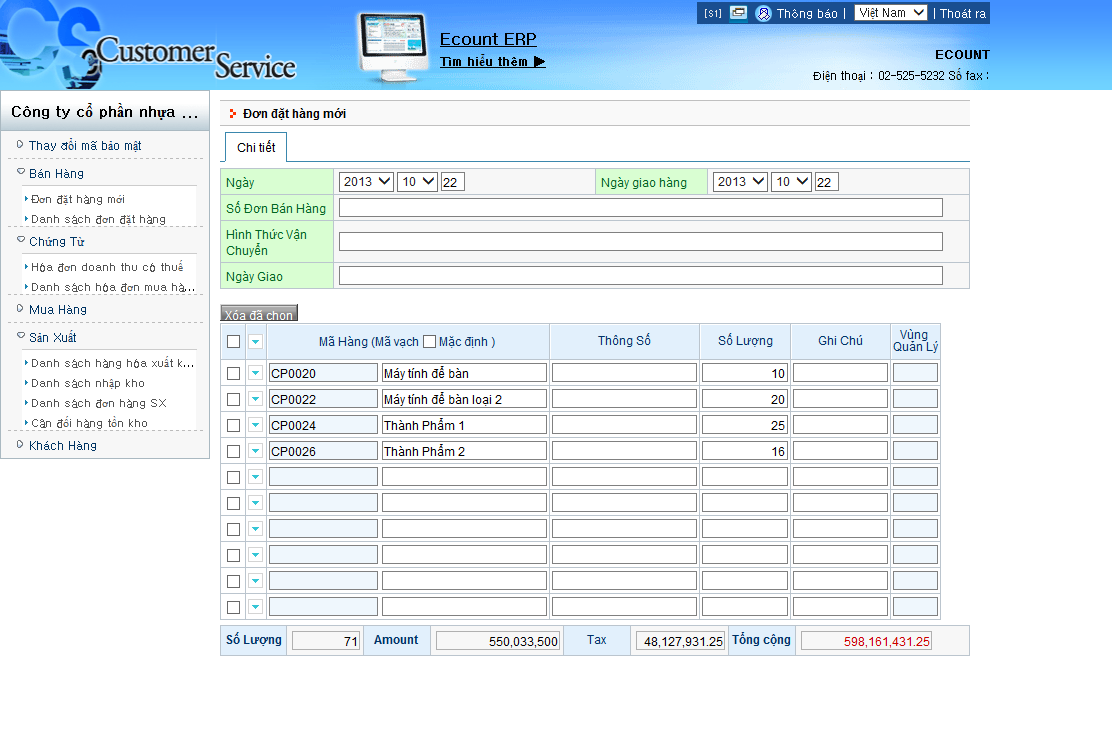 CS Customer Service
Ecount ERP
Tìm hiểu thêm ▶
[S1] Thông báo | Việt Nam | Thoát ra
ECOUNT
Điện thoại : 02-525-5232 Số fax :
Công ty cổ phần nhựa ...
Thay đổi mã bảo mật
Bán Hàng
Đơn đặt hàng mới
Danh sách đơn đặt hàng
Chứng Từ
Hóa đơn doanh thu có thuế
Danh sách hóa đơn mua hà...
Mua Hàng
Sản Xuất
Danh sách hàng hóa xuất k...
Danh sách nhập kho
Danh sách đơn hàng SX
Cân đối hàng tồn kho
Khách Hàng
Đơn đặt hàng mới
Chi tiết
Ngày 2013 10 22 Ngày giao hàng 2013 10 22
Số Đơn Bán Hàng
Hình Thức Vận
Chuyển
Ngày Giao
Xóa đã chọn
Mã Hàng (Mã vạch Mặc định ) Thông Số Số Lượng Ghi Chú Vùng
Quản Lý
CP0020 Máy tính để bàn 10
CP0022 Máy tính để bàn loại 2 20
CP0024 Thành Phẩm 1 25
CP0026 Thành Phẩm 2 16
Số Lượng 71 Amount 550,033,500 Tax 48,127,931.25 Tổng cộng 598,161,431.25